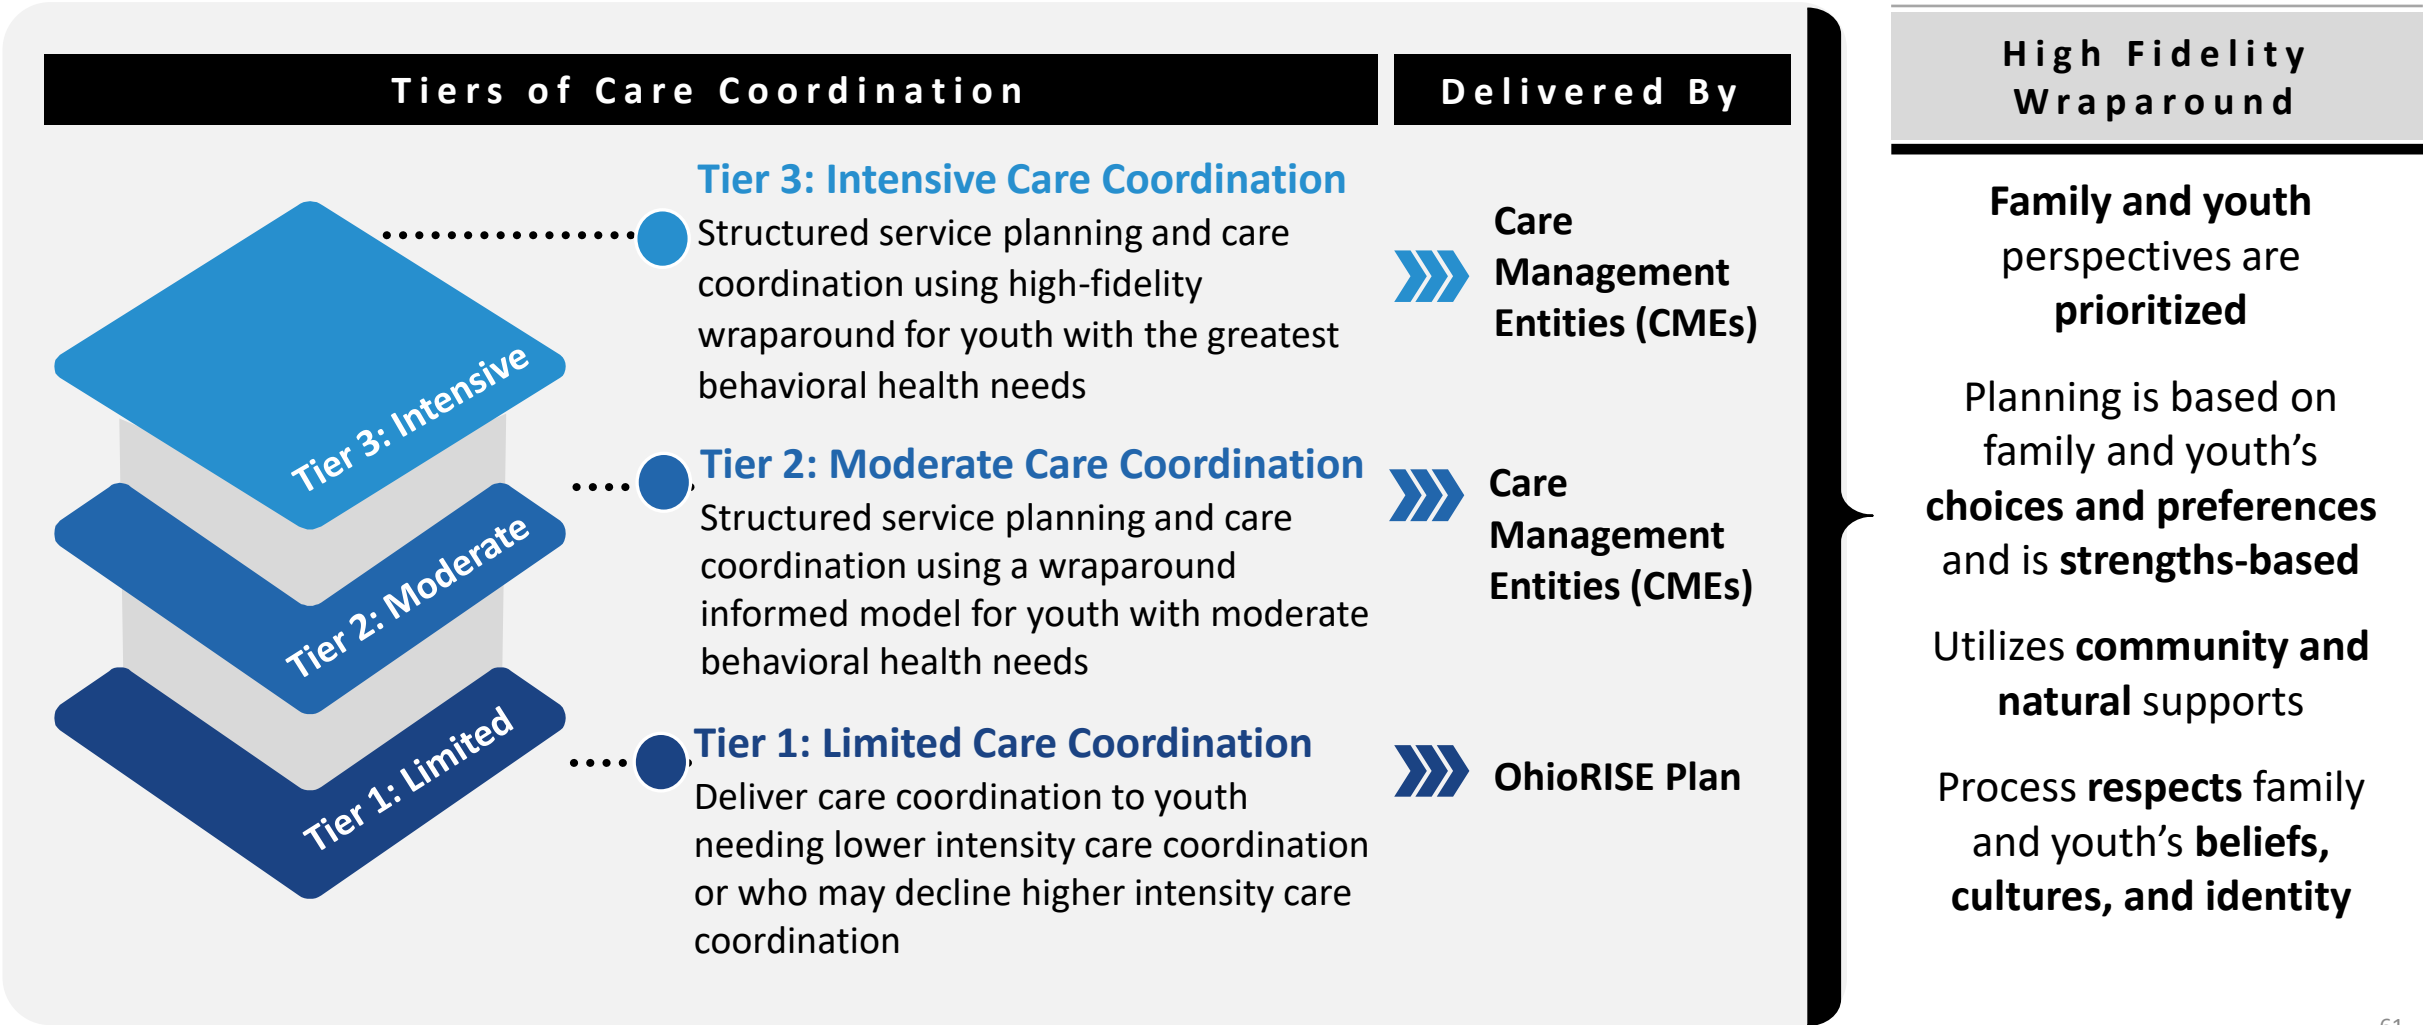 Tiers of Care Coordination
Delivered By
Tier 3: Intensive
Tier 2: Moderate
Tier 1: Limited
Tier 3: Intensive Care Coordination
Structured service planning and care
coordination using high-fidelity
wraparound for youth with the greatest
behavioral health needs
Care
Management
Entities (CMEs)
Tier 2: Moderate Care Coordination
Structured service planning and care
coordination using a wraparound
informed model for youth with moderate
behavioral health needs
Care
Management
Entities (CMEs)
Tier 1: Limited Care Coordination
Deliver care coordination to youth
needing lower intensity care coordination
or who may decline higher intensity care
coordination
OhioRISE Plan
High Fidelity
Wraparound
Family and youth
perspectives are
prioritized
Planning is based on
family and youth’s
choices and preferences
and is strengths-based
Utilizes community and
natural supports
Process respects family
and youth’s beliefs,
cultures, and identity
61